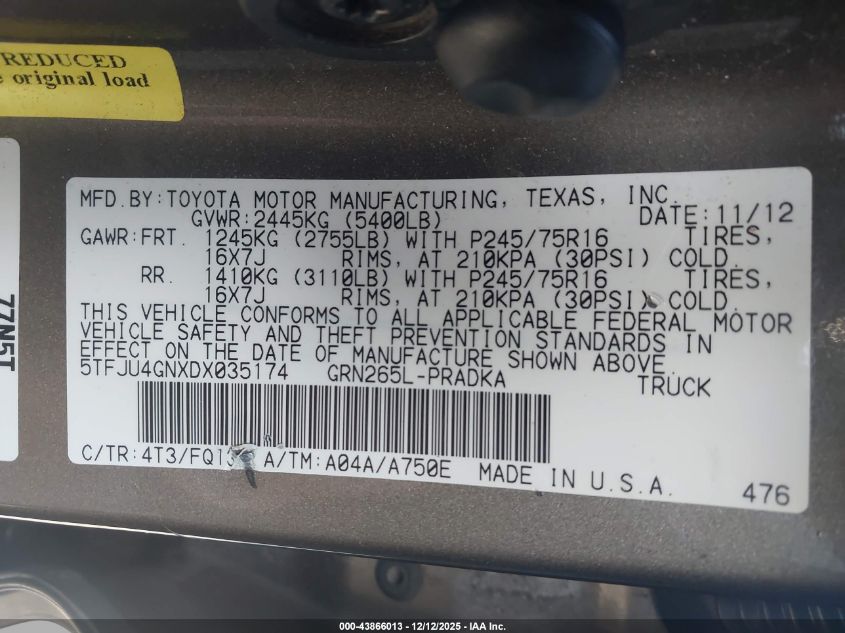 REDUCED
original load
77N5T
MFD.BY:TOYOTA MOTOR MANUFACTURING, TEXAS, INC.
GVWR:2445KG (5400LB) DATE:11/12
GAWR:FRT. 1245KG (2755LB) WITH P245/75R16 TIRES,
16X7J RIMS, AT 210KPA (30PSI) COLD.
RR. 1410KG (3110LB) WITH P245/75R16 TIRES,
16X7J RIMS, AT 210KPA (30PSI) COLD.
THIS VEHICLE CONFORMS TO ALL APPLICABLE FEDERAL MOTOR
VEHICLE SAFETY AND THEFT PREVENTION STANDARDS IN
EFFECT ON THE DATE OF MANUFACTURE SHOWN ABOVE.
5TFJU4GNXDX035174 GRN265L-PRADKA TRUCK
C/TR:4T3/FQ13 A/TM:A04A/A750E MADE IN U.S.A.
476
000-43866013 - 12/12/2025 - IAA Inc.